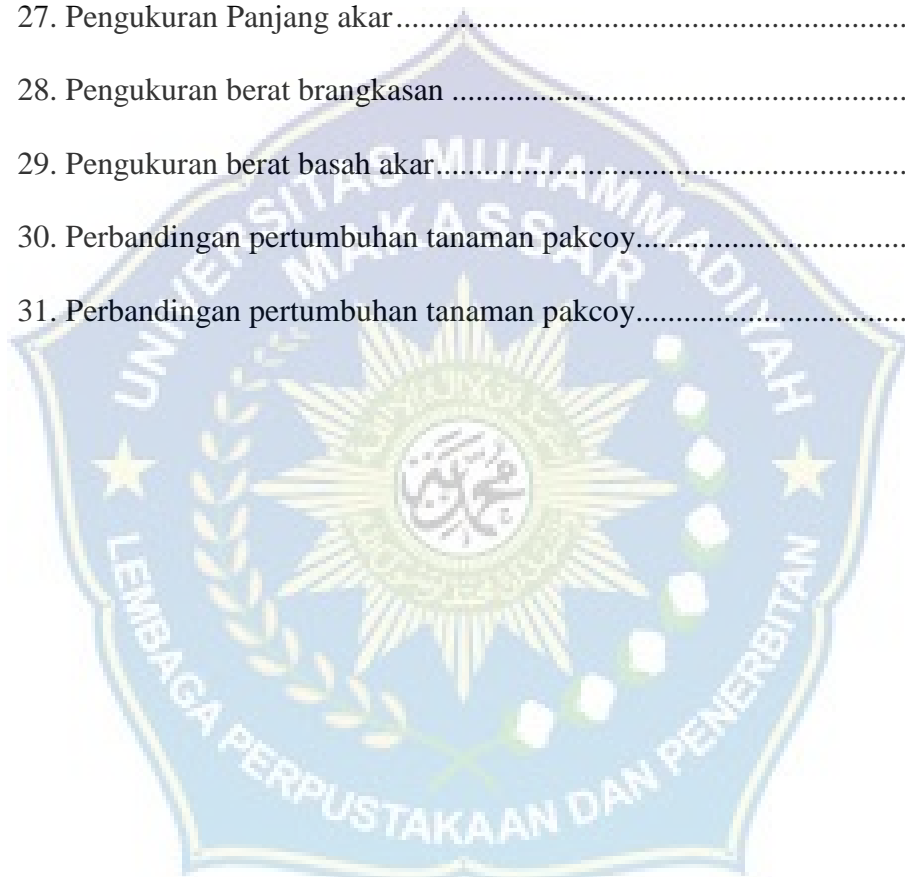 27. Pengukuran Panjang akar................................................................
28. Pengukuran berat brangkasan ..........................................................
29. Pengukuran berat basah akar............................................................
30. Perbandingan pertumbuhan tanaman pakcoy..................................
31. Perbandingan pertumbuhan tanaman pakcoy..................................
UNIVERSITAS MUHAMMADIYAH
MAKASSAR
LEMBAGA PERPUSTAKAAN DAN PENERBITAN